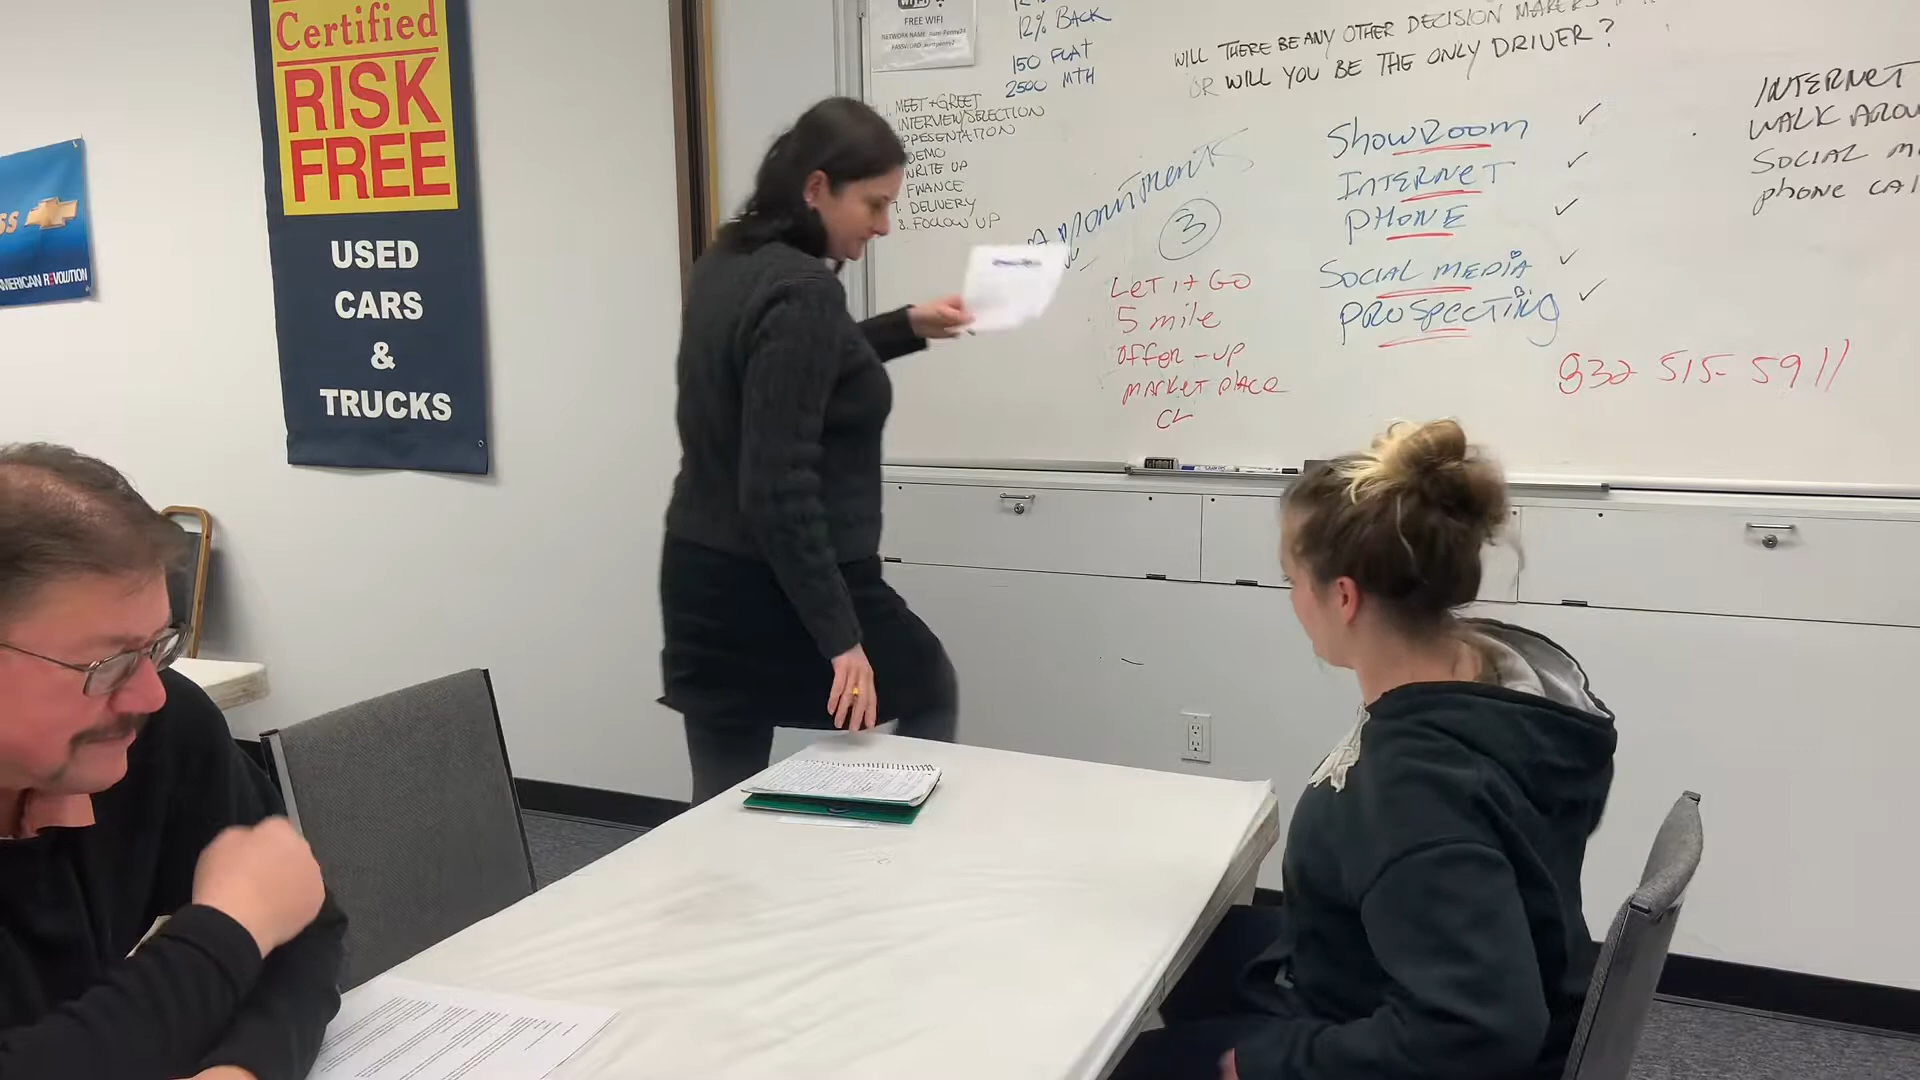 Certified
RISK
FREE
USED
CARS
&
TRUCKS
AMERICAN REVOLUTION
FREE WIFI
12% BACK
150 FLAT
2500 MTH
1. MEET + GREET
INTERVIEW/SELECTION
PRESENTATION
DEMO
WRITE UP
FINANCE
7. DELIVERY
8. FOLLOW UP
WILL THERE BE ANY OTHER DECISION MAKERS
OR WILL YOU BE THE ONLY DRIVER?
Appointments
3
LET it GO
5 mile
OFFER-UP
MARKET PLACE
CL
SHOWROOM ✓
INTERNET ✓
PHONE ✓
SOCIAL MEDIA ✓
PROSPECTING ✓
832 515-5911
INTERNET
WALK AROU
SOCIAL M
PHONE CAL